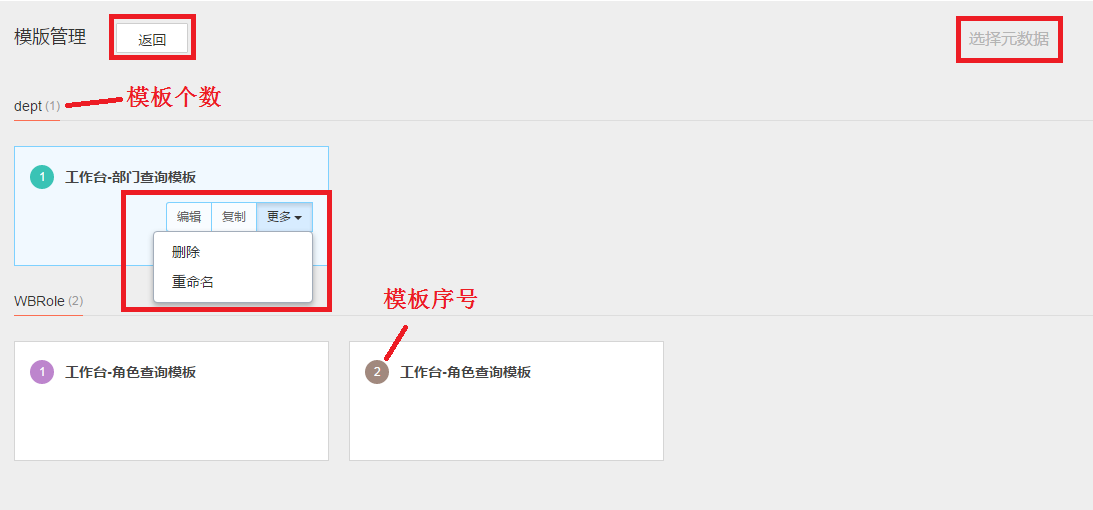 模版管理 返回 选择元数据
dept (1) 模板个数
1 工作台-部门查询模板
编辑 复制 更多
删除
重命名
WBRole (2) 模板序号
1 工作台-角色查询模板 2 工作台-角色查询模板